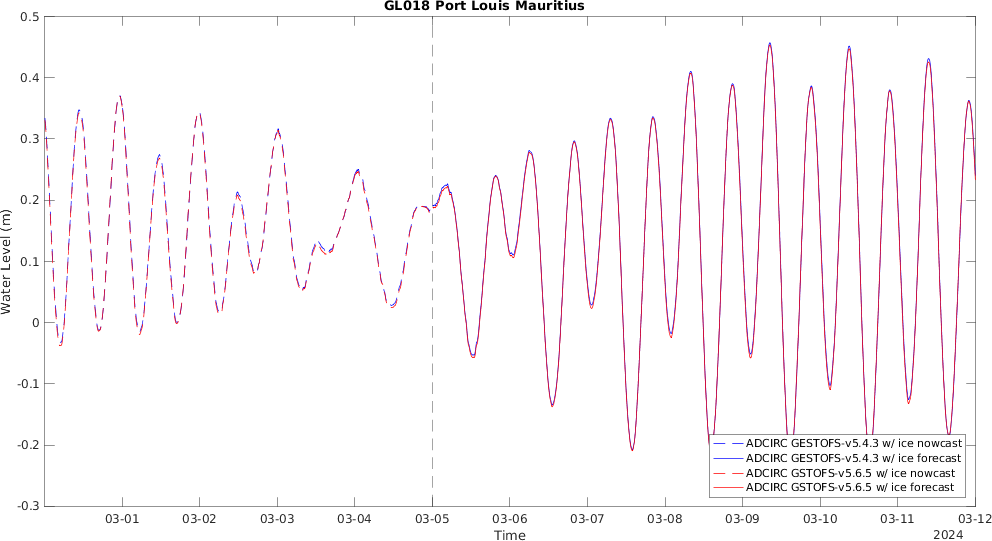 GL018 Port Louis Mauritius
0.5
0.4
0.3
0.2
0.1
0
-0.1
-0.2
-0.3
Water Level (m)
ADCIRC GESTOFS-v5.4.3 w/ ice nowcast
ADCIRC GESTOFS-v5.4.3 w/ ice forecast
ADCIRC GSTOFS-v5.6.5 w/ ice nowcast
ADCIRC GSTOFS-v5.6.5 w/ ice forecast
03-01 03-02 03-03 03-04 03-05 03-06 03-07 03-08 03-09 03-10 03-11 03-12
Time
2024